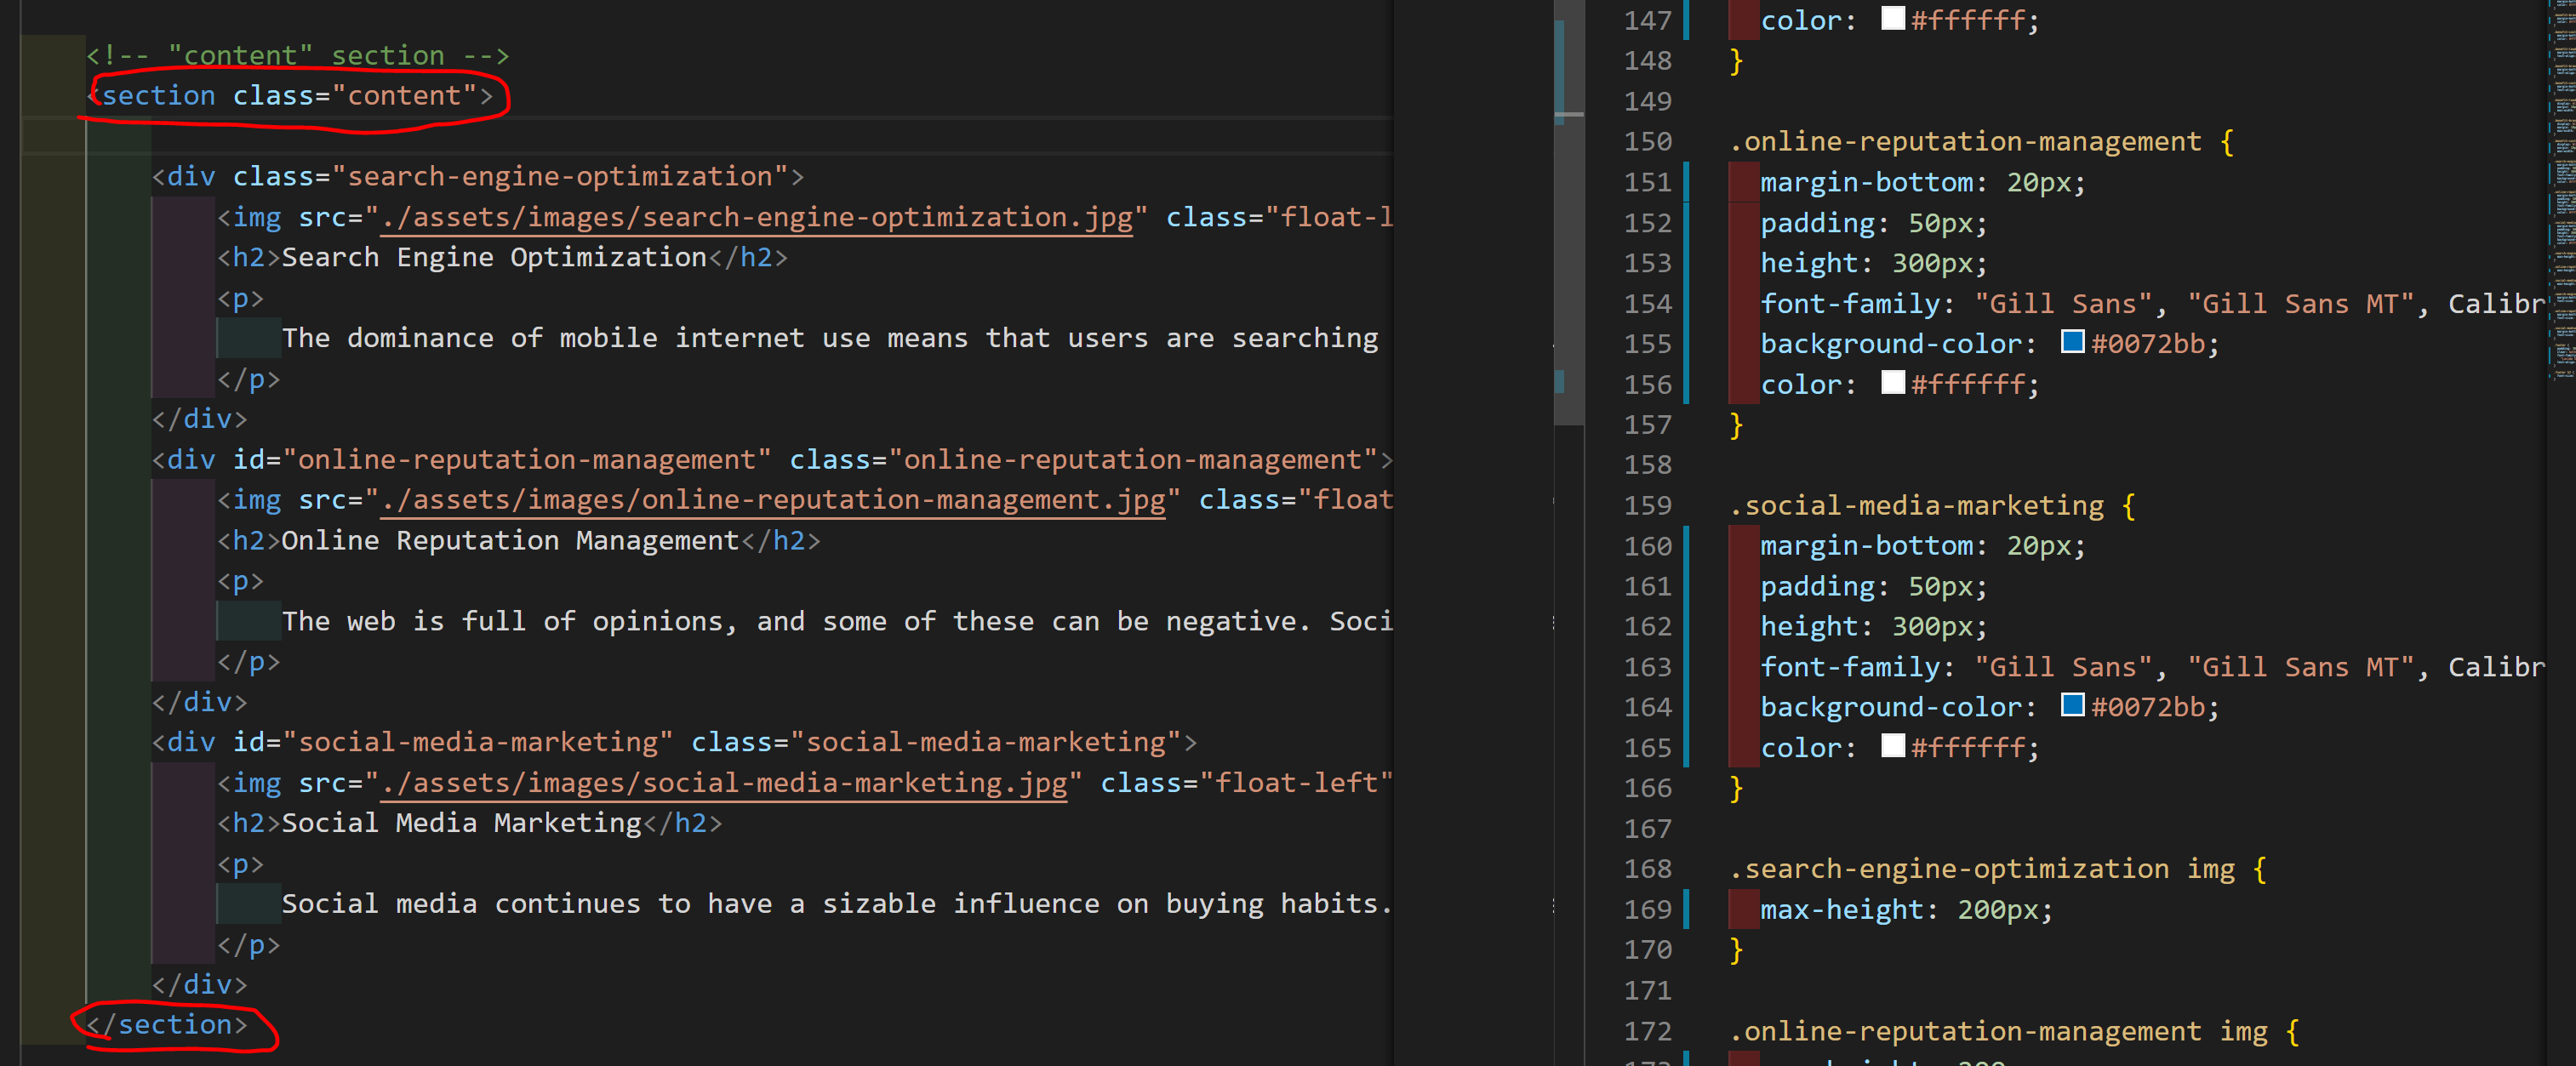 <!-- "content" section -->
<section class="content">
<div class="search-engine-optimization">
<img src="./assets/images/search-engine-optimization.jpg" class="float-l
<h2>Search Engine Optimization</h2>
<p>
The dominance of mobile internet use means that users are searching
</p>
</div>
<div id="online-reputation-management" class="online-reputation-management">
<img src="./assets/images/online-reputation-management.jpg" class="float
<h2>Online Reputation Management</h2>
<p>
The web is full of opinions, and some of these can be negative. Soci
</p>
</div>
<div id="social-media-marketing" class="social-media-marketing">
<img src="./assets/images/social-media-marketing.jpg" class="float-left"
<h2>Social Media Marketing</h2>
<p>
Social media continues to have a sizable influence on buying habits.
</p>
</div>
</section>
147 color: #ffffff;
148 }
149
150 .online-reputation-management {
151 margin-bottom: 20px;
152 padding: 50px;
153 height: 300px;
154 font-family: "Gill Sans", "Gill Sans MT", Calibr
155 background-color: #0072bb;
156 color: #ffffff;
157 }
158
159 .social-media-marketing {
160 margin-bottom: 20px;
161 padding: 50px;
162 height: 300px;
163 font-family: "Gill Sans", "Gill Sans MT", Calibr
164 background-color: #0072bb;
165 color: #ffffff;
166 }
167
168 .search-engine-optimization img {
169 max-height: 200px;
170 }
171
172 .online-reputation-management img {